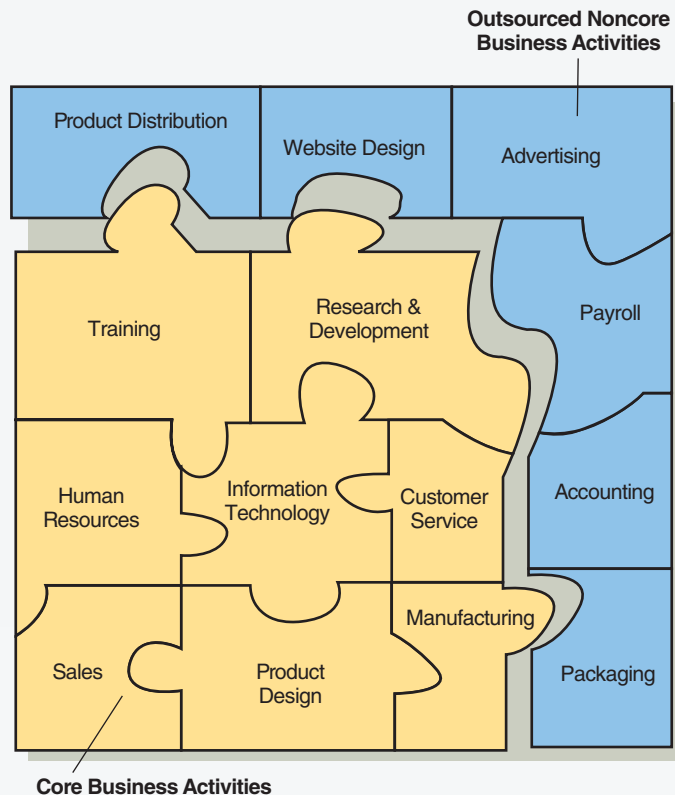 Outsourced Noncore
Business Activities
Product Distribution
Website Design
Advertising
Training
Research &
Development
Payroll
Human
Resources
Information
Technology
Customer
Service
Accounting
Sales
Product
Design
Manufacturing
Packaging
Core Business Activities